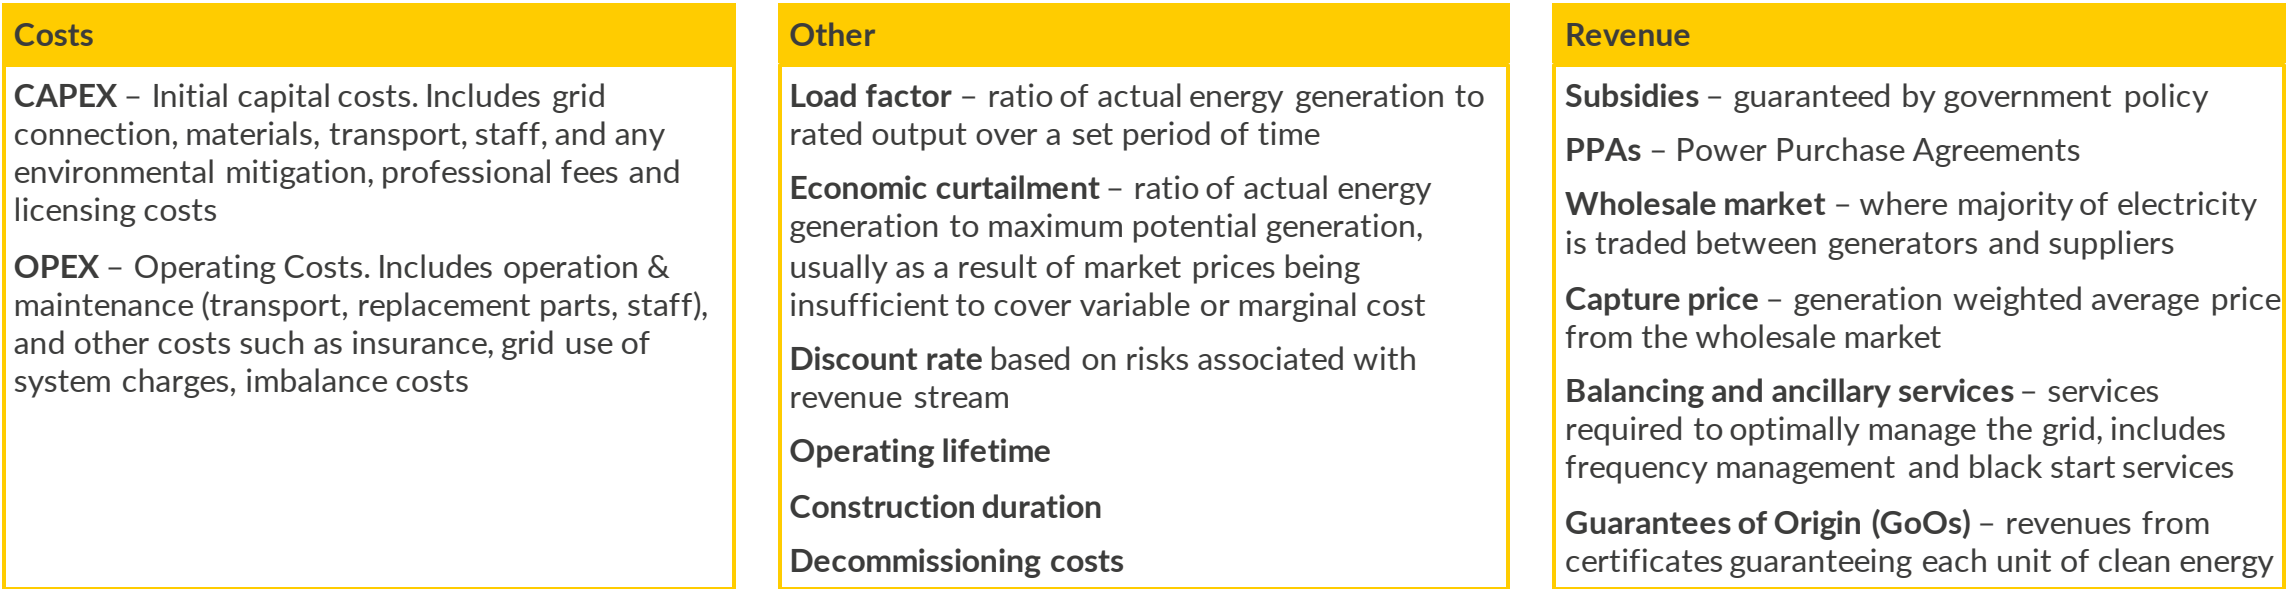 Costs
CAPEX – Initial capital costs. Includes grid
connection, materials, transport, staff, and any
environmental mitigation, professional fees and
licensing costs
OPEX – Operating Costs. Includes operation &
maintenance (transport, replacement parts, staff),
and other costs such as insurance, grid use of
system charges, imbalance costs
Other
Load factor – ratio of actual energy generation to
rated output over a set period of time
Economic curtailment – ratio of actual energy
generation to maximum potential generation,
usually as a result of market prices being
insufficient to cover variable or marginal cost
Discount rate based on risks associated with
revenue stream
Operating lifetime
Construction duration
Decommissioning costs
Revenue
Subsidies – guaranteed by government policy
PPAs – Power Purchase Agreements
Wholesale market – where majority of electricity
is traded between generators and suppliers
Capture price – generation weighted average price
from the wholesale market
Balancing and ancillary services – services
required to optimally manage the grid, includes
frequency management and black start services
Guarantees of Origin (GoOs) – revenues from
certificates guaranteeing each unit of clean energy